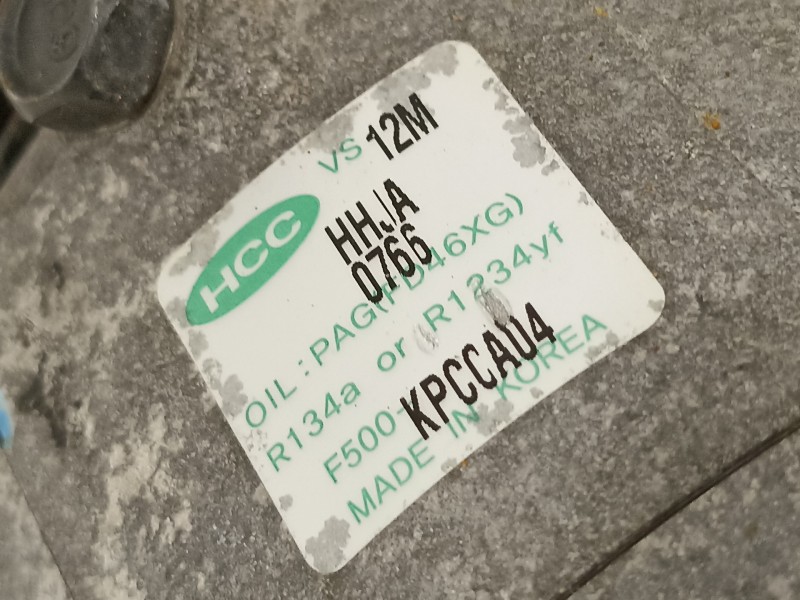 VS 12M
HCC
HHJA
0766
OIL : PAG(FD46XG)
R134a or R1234yf
F500-KPCCA04
MADE IN KOREA